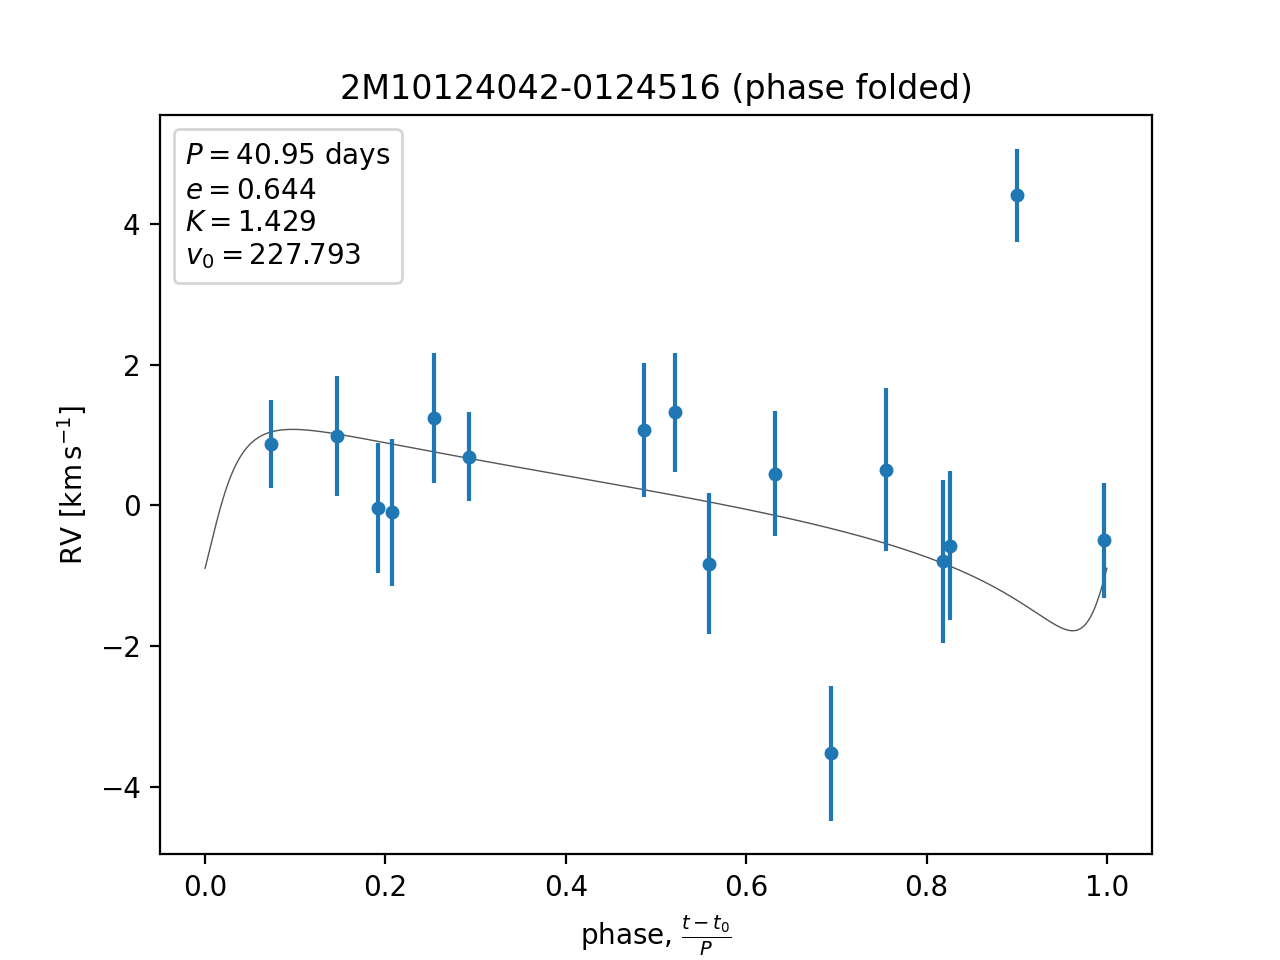 2M10124042-0124516 (phase folded)
P = 40.95 days
e = 0.644
K = 1.429
v₀ = 227.793
RV [km s⁻¹]
4
2
0
−2
−4
0.0 0.2 0.4 0.6 0.8 1.0
phase, (t − t₀)/P